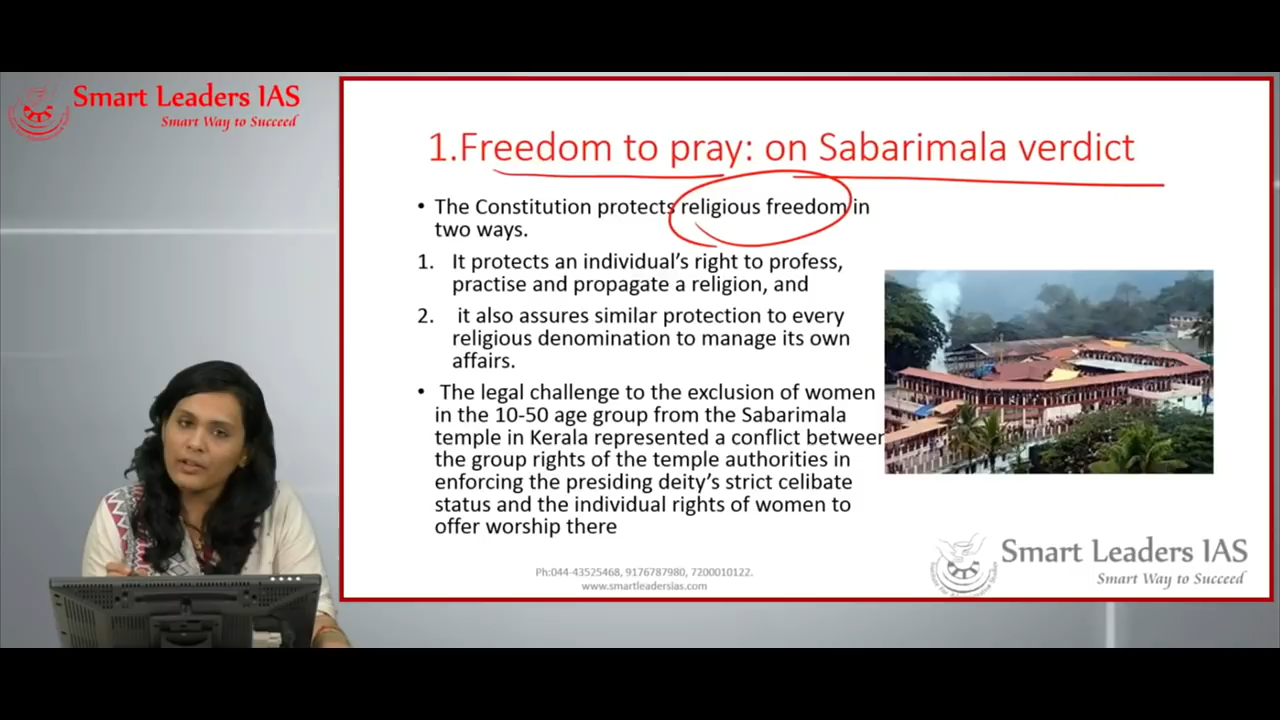 Smart Leaders IAS
Smart Way to Succeed
1.Freedom to pray: on Sabarimala verdict
• The Constitution protects religious freedom in
two ways.
1. It protects an individual's right to profess,
practise and propagate a religion, and
2. it also assures similar protection to every
religious denomination to manage its own
affairs.
• The legal challenge to the exclusion of women
in the 10-50 age group from the Sabarimala
temple in Kerala represented a conflict between
the group rights of the temple authorities in
enforcing the presiding deity's strict celibate
status and the individual rights of women to
offer worship there
Smart Leaders IAS
Smart Way to Succeed
Ph:044-43525468, 9176787980, 7200010122.
www.smartleadersias.com